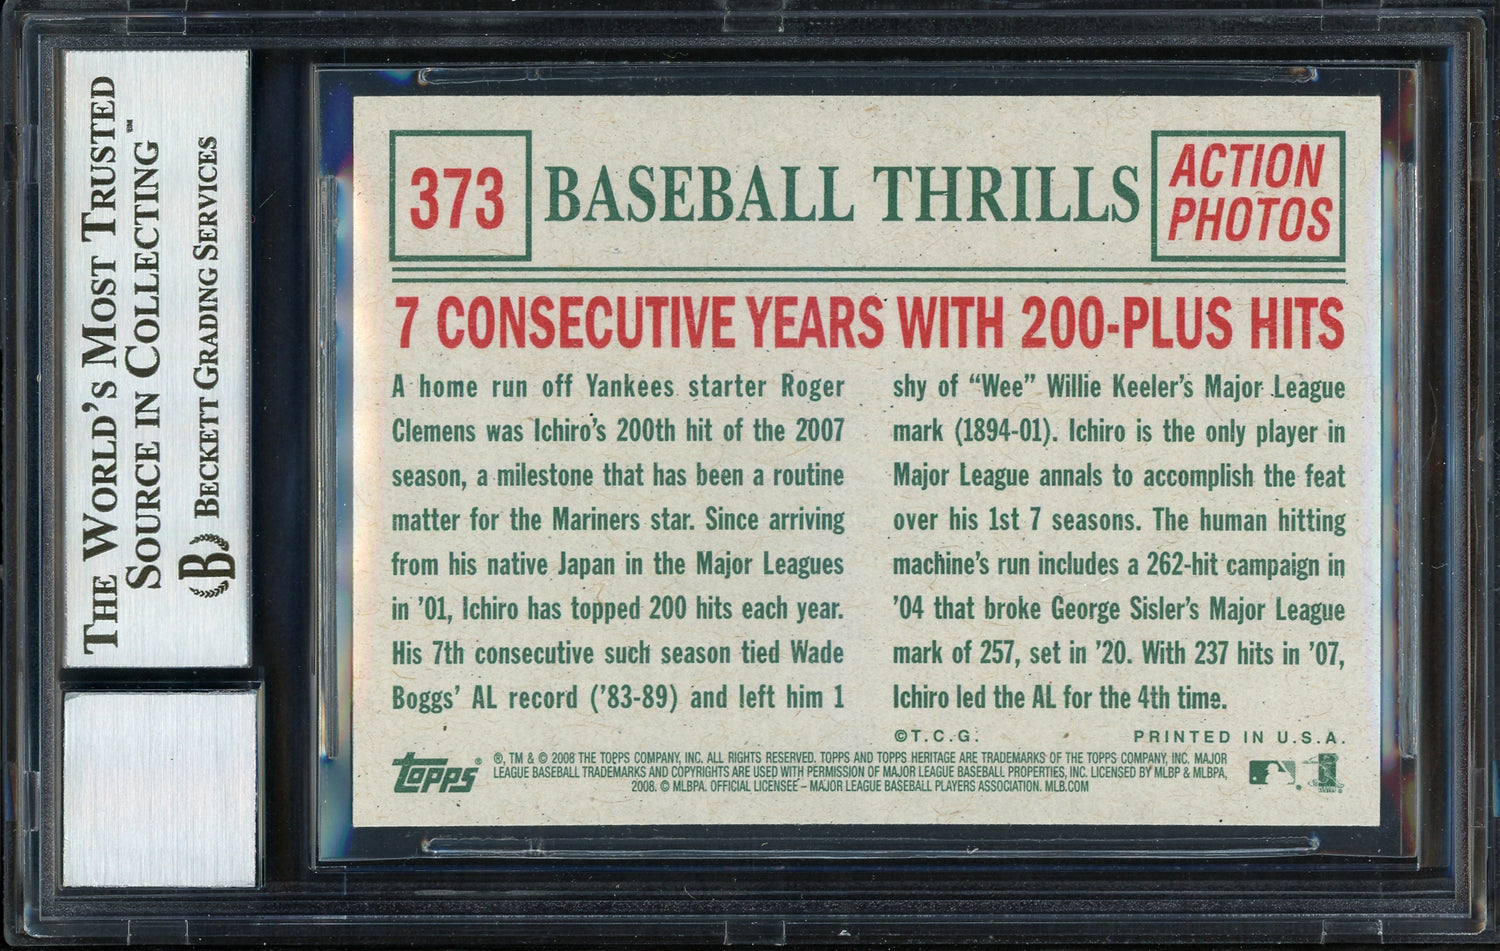 THE WORLD'S MOST TRUSTED
SOURCE IN COLLECTING™
BECKETT GRADING SERVICES
B
373
BASEBALL THRILLS
ACTION
PHOTOS
7 CONSECUTIVE YEARS WITH 200-PLUS HITS
A home run off Yankees starter Roger
Clemens was Ichiro's 200th hit of the 2007
season, a milestone that has been a routine
matter for the Mariners star. Since arriving
from his native Japan in the Major Leagues
in '01, Ichiro has topped 200 hits each year.
His 7th consecutive such season tied Wade
Boggs' AL record ('83-89) and left him 1
shy of "Wee" Willie Keeler's Major League
mark (1894-01). Ichiro is the only player in
Major League annals to accomplish the feat
over his 1st 7 seasons. The human hitting
machine's run includes a 262-hit campaign in
'04 that broke George Sisler's Major League
mark of 257, set in '20. With 237 hits in '07,
Ichiro led the AL for the 4th time.
©T.C.G.
PRINTED IN U.S.A.
topps®
®, TM & © 2008 THE TOPPS COMPANY, INC. ALL RIGHTS RESERVED. TOPPS AND TOPPS HERITAGE ARE TRADEMARKS OF THE TOPPS COMPANY, INC. MAJOR
LEAGUE BASEBALL TRADEMARKS AND COPYRIGHTS ARE USED WITH PERMISSION OF MAJOR LEAGUE BASEBALL PROPERTIES, INC. LICENSED BY MLBP & MLBPA,
2008. © MLBPA. OFFICIAL LICENSEE – MAJOR LEAGUE BASEBALL PLAYERS ASSOCIATION. MLB.COM